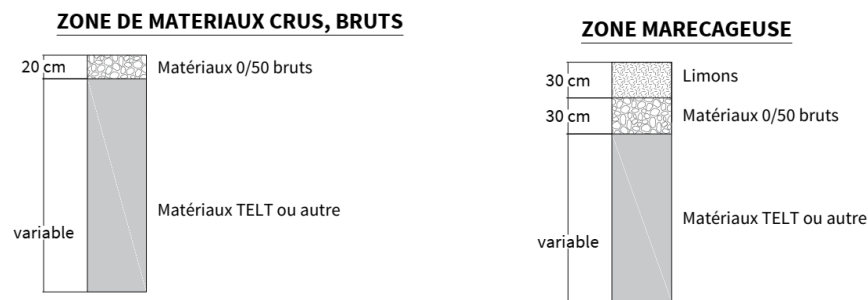 ZONE DE MATERIAUX CRUS, BRUTS
20 cm
Matériaux 0/50 bruts
Matériaux TELT ou autre
variable
ZONE MARECAGEUSE
30 cm
Limons
30 cm
Matériaux 0/50 bruts
Matériaux TELT ou autre
variable